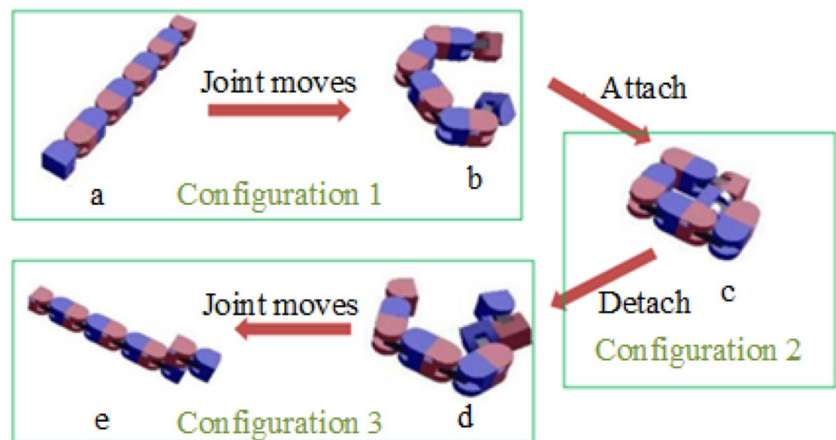 Joint moves
a
b
Configuration 1
Attach
c
Detach
Configuration 2
Joint moves
e
d
Configuration 3